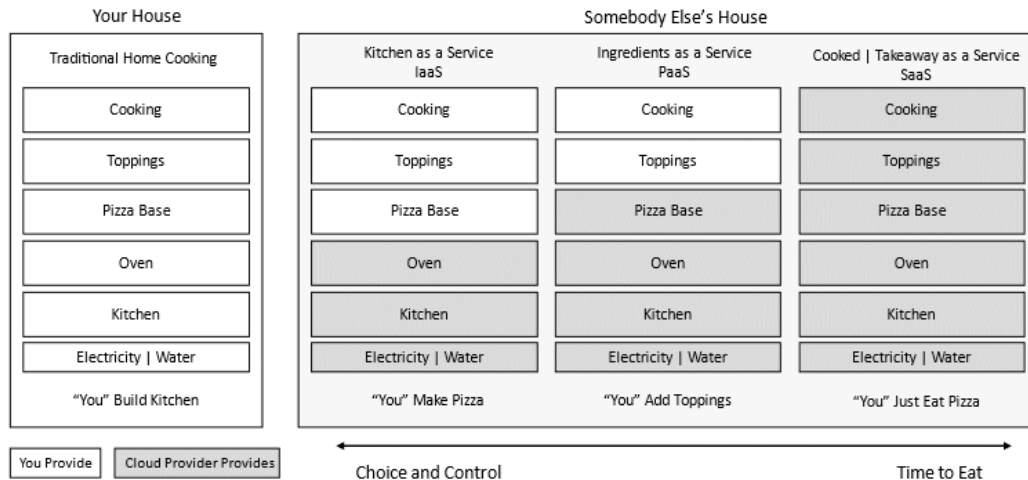 Your House
Somebody Else's House
Traditional Home Cooking
Cooking
Toppings
Pizza Base
Oven
Kitchen
Electricity | Water
“You” Build Kitchen
Kitchen as a Service
IaaS
Cooking
Toppings
Pizza Base
Oven
Kitchen
Electricity | Water
“You” Make Pizza
Ingredients as a Service
PaaS
Cooking
Toppings
Pizza Base
Oven
Kitchen
Electricity | Water
“You” Add Toppings
Cooked | Takeaway as a Service
SaaS
Cooking
Toppings
Pizza Base
Oven
Kitchen
Electricity | Water
“You” Just Eat Pizza
You Provide
Cloud Provider Provides
Choice and Control
Time to Eat